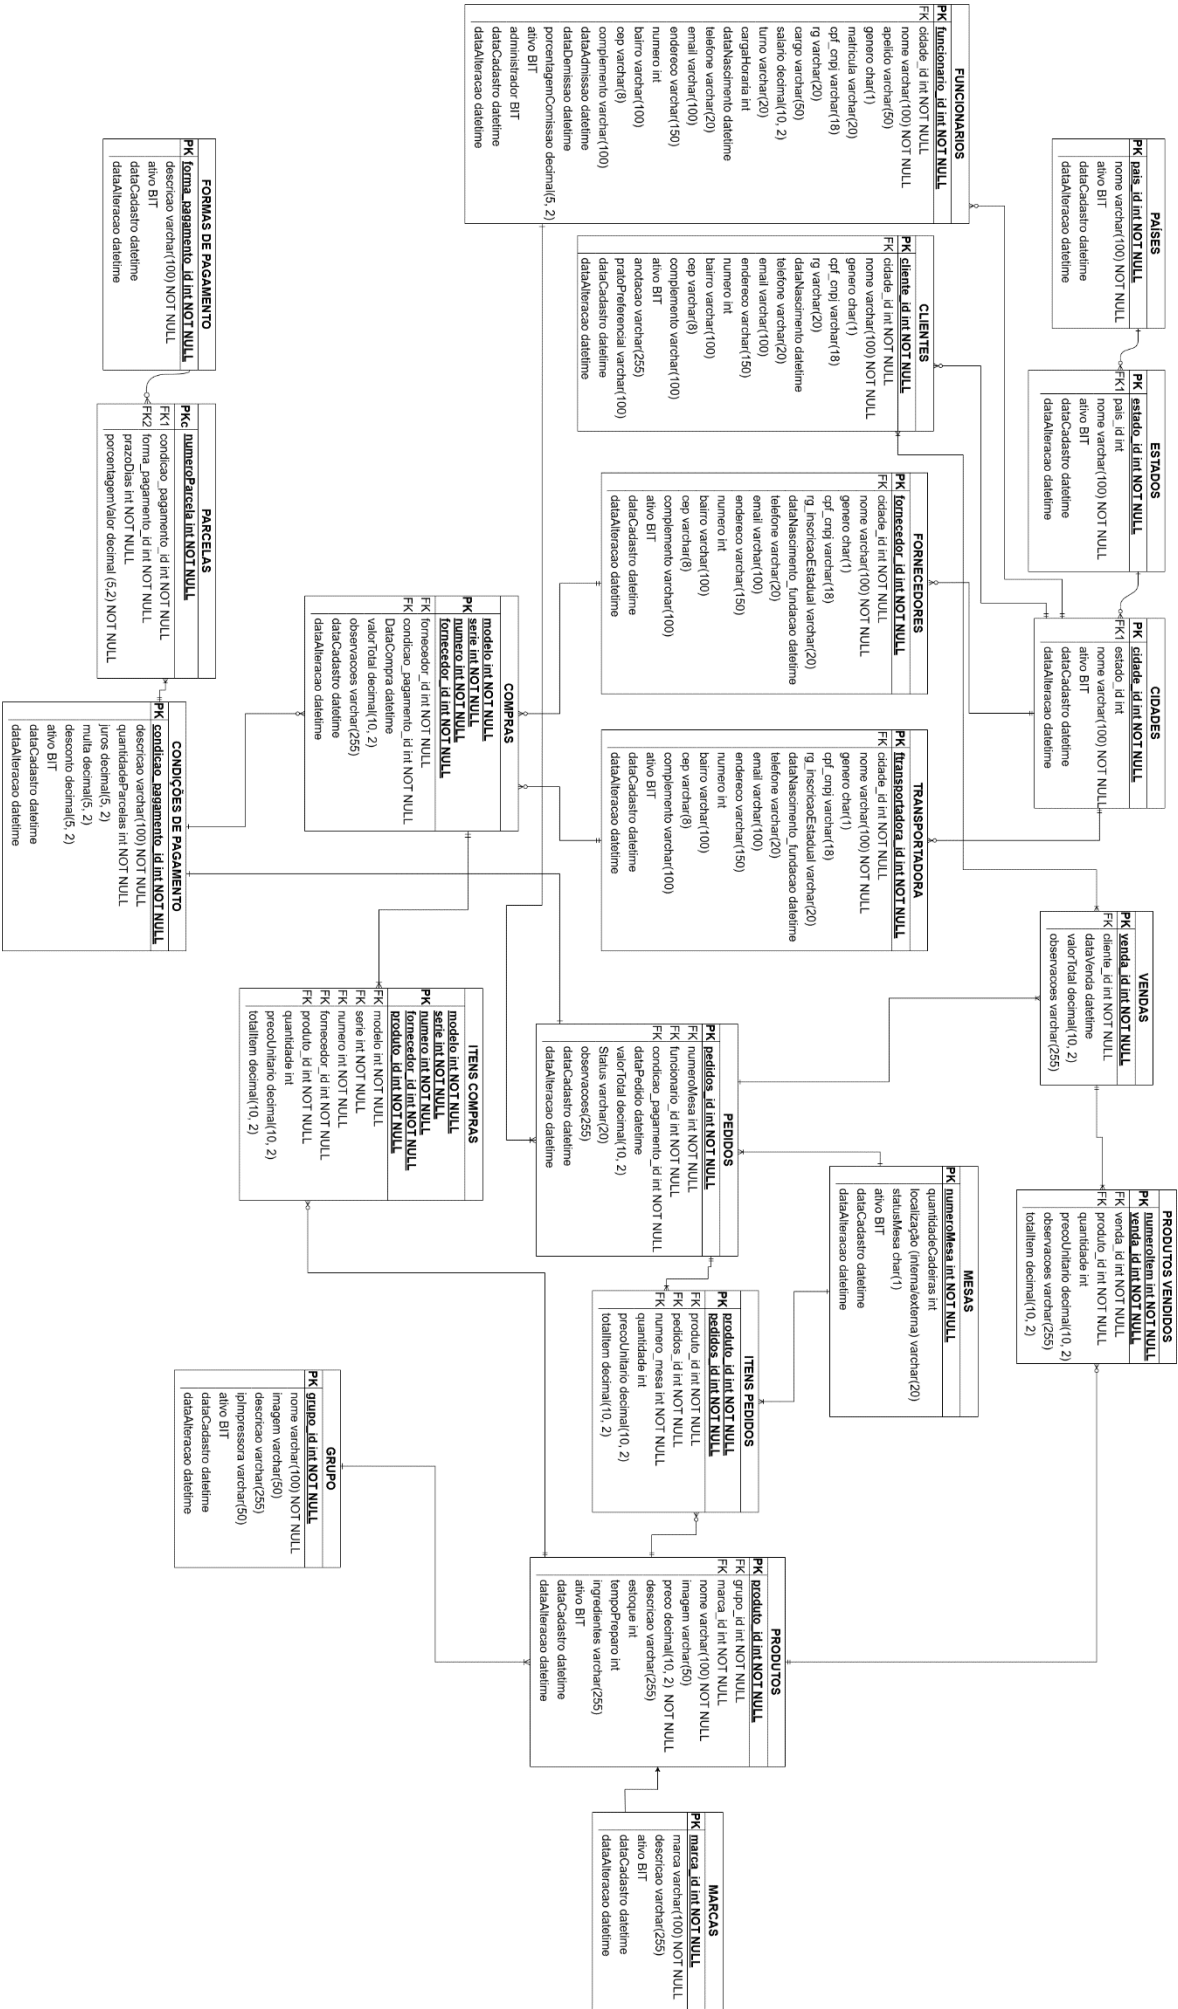 PAÍSES
PK pais_id int NOT NULL
nome varchar(100) NOT NULL
ativo BIT
dataCadastro datetime
dataAlteracao datetime
ESTADOS
PK estado_id int NOT NULL
FK1 pais_id int
nome varchar(100) NOT NULL
ativo BIT
dataCadastro datetime
dataAlteracao datetime
CIDADES
PK cidade_id int NOT NULL
FK1 estado_id int
nome varchar(100) NOT NULL
ativo BIT
dataCadastro datetime
dataAlteracao datetime
VENDAS
PK venda_id int NOT NULL
FK cliente_id int NOT NULL
dataVenda datetime
valorTotal decimal(10, 2)
observacoes varchar(255)
PRODUTOS VENDIDOS
PK numeroItem int NOT NULL
venda_id int NOT NULL
FK venda_id int NOT NULL
FK produto_id int NOT NULL
quantidade int
precoUnitario decimal(10, 2)
observacoes varchar(255)
totalItem decimal(10, 2)
FUNCIONARIOS
PK funcionario_id int NOT NULL
FK cidade_id int NOT NULL
nome varchar(100) NOT NULL
apelido varchar(50)
genero char(1)
matricula varchar(20)
cpf_cnpj varchar(18)
rg varchar(20)
cargo varchar(50)
salario decimal(10, 2)
turno varchar(20)
cargaHoraria int
dataNascimento datetime
telefone varchar(20)
email varchar(100)
endereco varchar(150)
numero int
bairro varchar(100)
cep varchar(8)
complemento varchar(100)
dataAdmissao datetime
dataDemissao datetime
porcentagemComissao decimal(5, 2)
ativo BIT
administrador BIT
dataCadastro datetime
dataAlteracao datetime
CLIENTES
PK cliente_id int NOT NULL
FK cidade_id int NOT NULL
nome varchar(100) NOT NULL
genero char(1)
cpf_cnpj varchar(18)
rg varchar(20)
dataNascimento datetime
telefone varchar(20)
email varchar(100)
endereco varchar(150)
numero int
bairro varchar(100)
cep varchar(8)
complemento varchar(100)
ativo BIT
anotacao varchar(255)
pratoPreferencial varchar(100)
dataCadastro datetime
dataAlteracao datetime
FORNECEDORES
PK fornecedor_id int NOT NULL
FK cidade_id int NOT NULL
nome varchar(100) NOT NULL
genero char(1)
cpf_cnpj varchar(18)
rg_inscricaoEstadual varchar(20)
dataNascimento_fundacao datetime
telefone varchar(20)
email varchar(100)
endereco varchar(150)
numero int
bairro varchar(100)
cep varchar(8)
complemento varchar(100)
ativo BIT
dataCadastro datetime
dataAlteracao datetime
TRANSPORTADORA
PK ftransportadora_id int NOT NULL
FK cidade_id int NOT NULL
nome varchar(100) NOT NULL
genero char(1)
cpf_cnpj varchar(18)
rg_inscricaoEstadual varchar(20)
dataNascimento_fundacao datetime
telefone varchar(20)
email varchar(100)
endereco varchar(150)
numero int
bairro varchar(100)
cep varchar(8)
complemento varchar(100)
ativo BIT
dataCadastro datetime
dataAlteracao datetime
MESAS
PK numeroMesa int NOT NULL
quantidadeCadeiras int
localização (interna/externa) varchar(20)
statusMesa char(1)
ativo BIT
dataCadastro datetime
dataAlteracao datetime
PEDIDOS
PK pedidos_id int NOT NULL
FK numeroMesa int NOT NULL
FK funcionario_id int NOT NULL
FK condicao_pagamento_id int NOT NULL
dataPedido datetime
valorTotal decimal(10, 2)
Status varchar(20)
observacoes(255)
dataCadastro datetime
dataAlteracao datetime
ITENS PEDIDOS
PK produto_id int NOT NULL
pedidos_id int NOT NULL
FK produto_id int NOT NULL
FK pedidos_id int NOT NULL
FK numero_mesa int NOT NULL
quantidade int
precoUnitario decimal(10, 2)
totalItem decimal(10, 2)
PRODUTOS
PK produto_id int NOT NULL
FK grupo_id int NOT NULL
FK marca_id int NOT NULL
nome varchar(100) NOT NULL
imagem varchar(50)
preco decimal(10, 2) NOT NULL
descricao varchar(255)
estoque int
tempoPreparo int
ingredientes varchar(255)
ativo BIT
dataCadastro datetime
dataAlteracao datetime
MARCAS
PK marca_id int NOT NULL
marca varchar(100) NOT NULL
descricao varchar(255)
ativo BIT
dataCadastro datetime
dataAlteracao datetime
COMPRAS
modelo int NOT NULL
serie int NOT NULL
PK numero int NOT NULL
fornecedor_id int NOT NULL
FK fornecedor_id int NOT NULL
FK condicao_pagamento_id int NOT NULL
DataCompra datetime
valorTotal decimal(10, 2)
observacoes varchar(255)
dataCadastro datetime
dataAlteracao datetime
ITENS COMPRAS
modelo int NOT NULL
serie int NOT NULL
PK numero int NOT NULL
fornecedor_id int NOT NULL
produto_id int NOT NULL
FK modelo int NOT NULL
FK serie int NOT NULL
FK numero int NOT NULL
FK fornecedor_id int NOT NULL
FK produto_id int NOT NULL
quantidade int
precoUnitario decimal(10, 2)
totalItem decimal(10, 2)
GRUPO
PK grupo_id int NOT NULL
nome varchar(100) NOT NULL
imagem varchar(50)
descricao varchar(255)
ipImpressora varchar(50)
ativo BIT
dataCadastro datetime
dataAlteracao datetime
FORMAS DE PAGAMENTO
PK forma_pagamento_id int NOT NULL
descricao varchar(100) NOT NULL
ativo BIT
dataCadastro datetime
dataAlteracao datetime
PARCELAS
PKc numeroParcela int NOT NULL
FK1 condicao_pagamento_id int NOT NULL
FK2 forma_pagamento_id int NOT NULL
prazoDias int NOT NULL
porcentagemValor decimal (5,2) NOT NULL
CONDIÇÕES DE PAGAMENTO
PK condicao_pagamento_id int NOT NULL
descricao varchar(100) NOT NULL
quantidadeParcelas int NOT NULL
juros decimal(5, 2)
multa decimal(5, 2)
desconto decimal(5, 2)
ativo BIT
dataCadastro datetime
dataAlteracao datetime